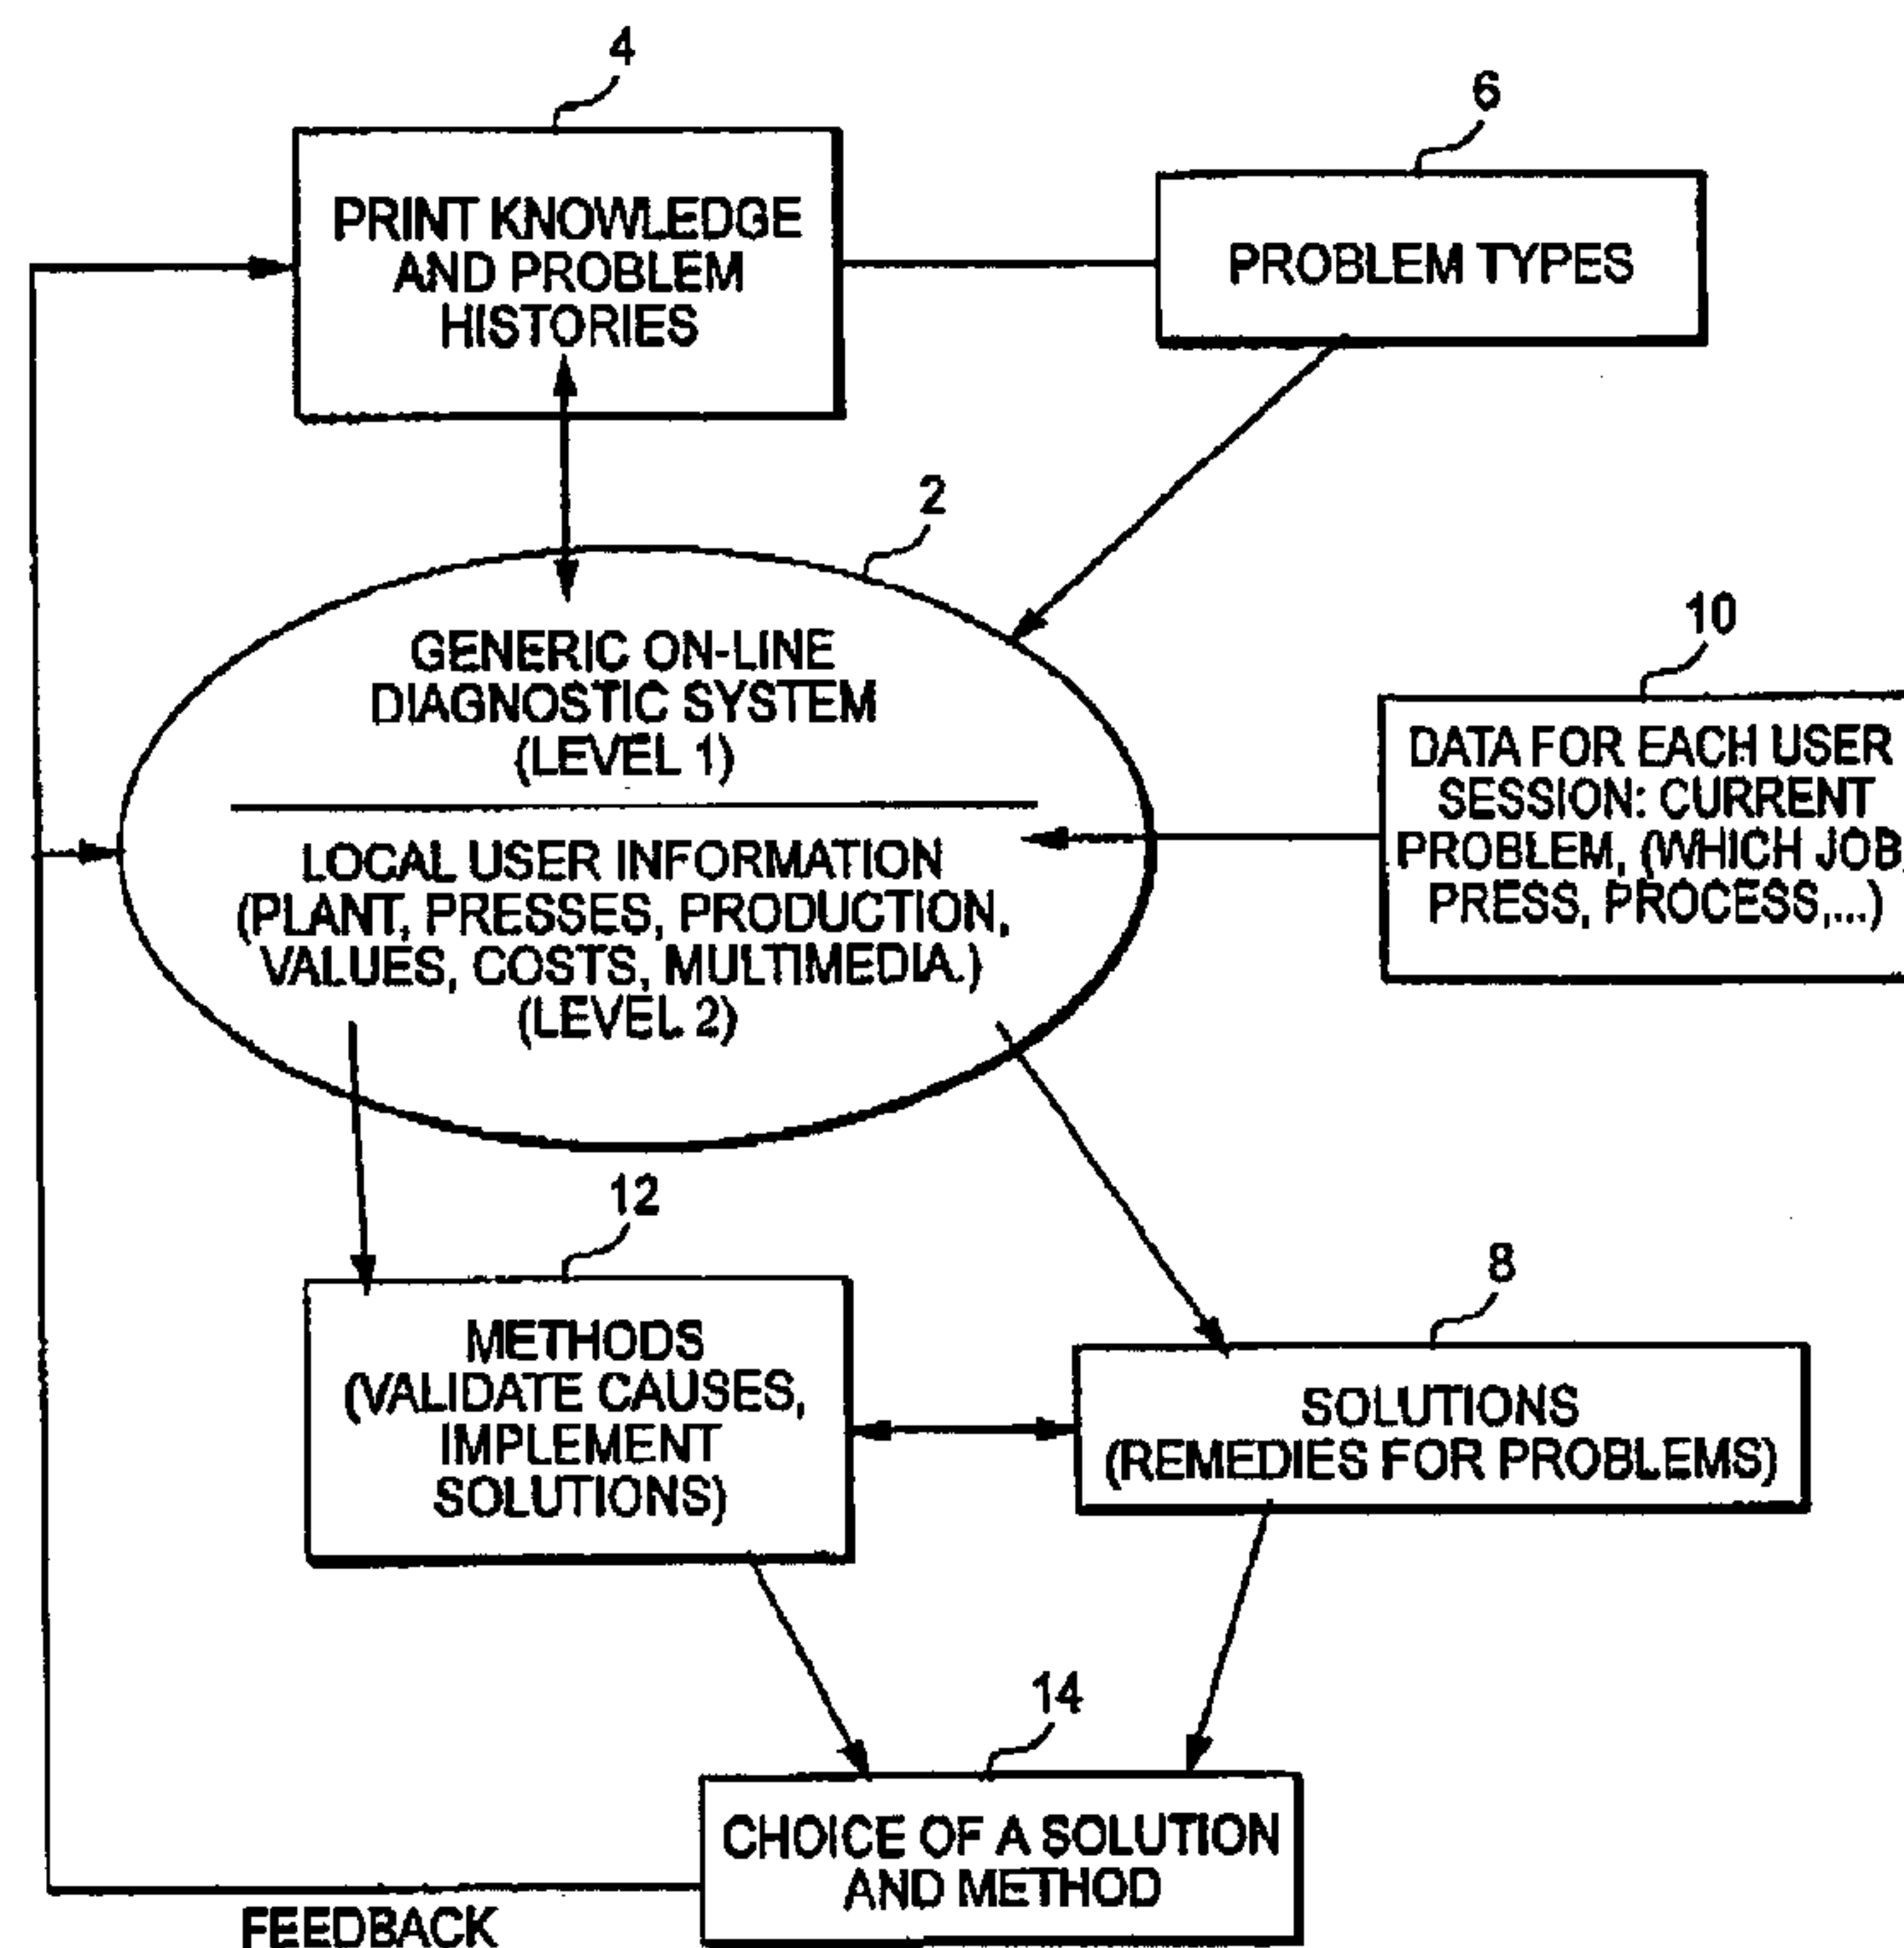 4
6
PRINT KNOWLEDGE
AND PROBLEM
HISTORIES
PROBLEM TYPES
2
GENERIC ON-LINE
DIAGNOSTIC SYSTEM
(LEVEL 1)
10
DATA FOR EACH USER
SESSION: CURRENT
PROBLEM, (WHICH JOB,
PRESS, PROCESS,...)
LOCAL USER INFORMATION
(PLANT, PRESSES, PRODUCTION,
VALUES, COSTS, MULTIMEDIA.)
(LEVEL 2)
12
METHODS
(VALIDATE CAUSES,
IMPLEMENT
SOLUTIONS)
8
SOLUTIONS
(REMEDIES FOR PROBLEMS)
14
CHOICE OF A SOLUTION
AND METHOD
FEEDBACK